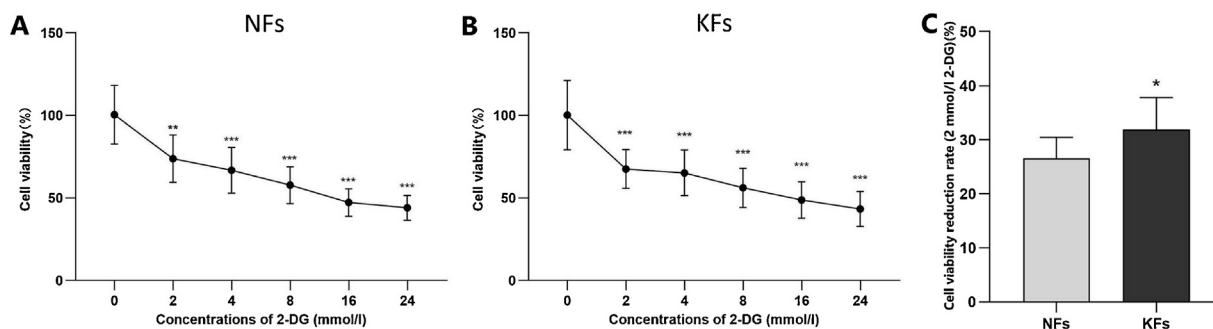 A
NFs
Cell viability (%)
150
100
50
0
**
***
***
***
***
0 2 4 8 16 24
Concentrations of 2-DG (mmol/l)
B
KFs
Cell viability (%)
150
100
50
0
***
***
***
***
***
0 2 4 8 16 24
Concentrations of 2-DG (mmol/l)
C
Cell viability reduction rate (2 mmol/l 2-DG)(%)
50
40
30
20
10
0
*
NFs KFs